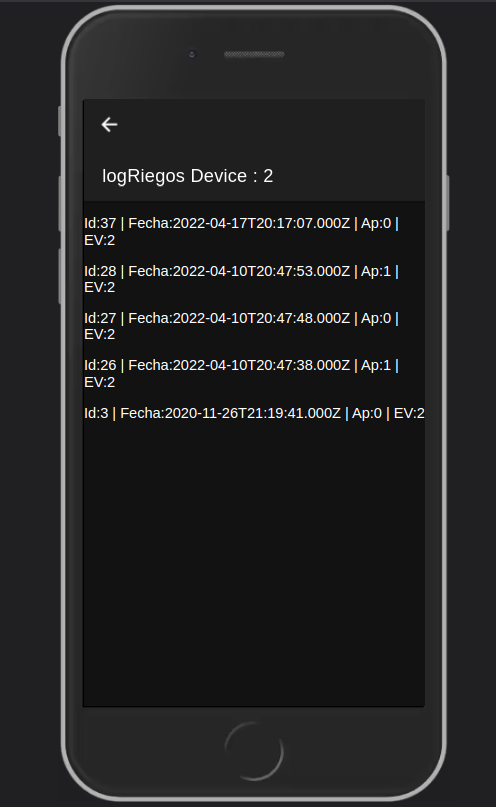 logRiegos Device : 2
Id:37 | Fecha:2022-04-17T20:17:07.000Z | Ap:0 |
EV:2
Id:28 | Fecha:2022-04-10T20:47:53.000Z | Ap:1 |
EV:2
Id:27 | Fecha:2022-04-10T20:47:48.000Z | Ap:0 |
EV:2
Id:26 | Fecha:2022-04-10T20:47:38.000Z | Ap:1 |
EV:2
Id:3 | Fecha:2020-11-26T21:19:41.000Z | Ap:0 | EV:2